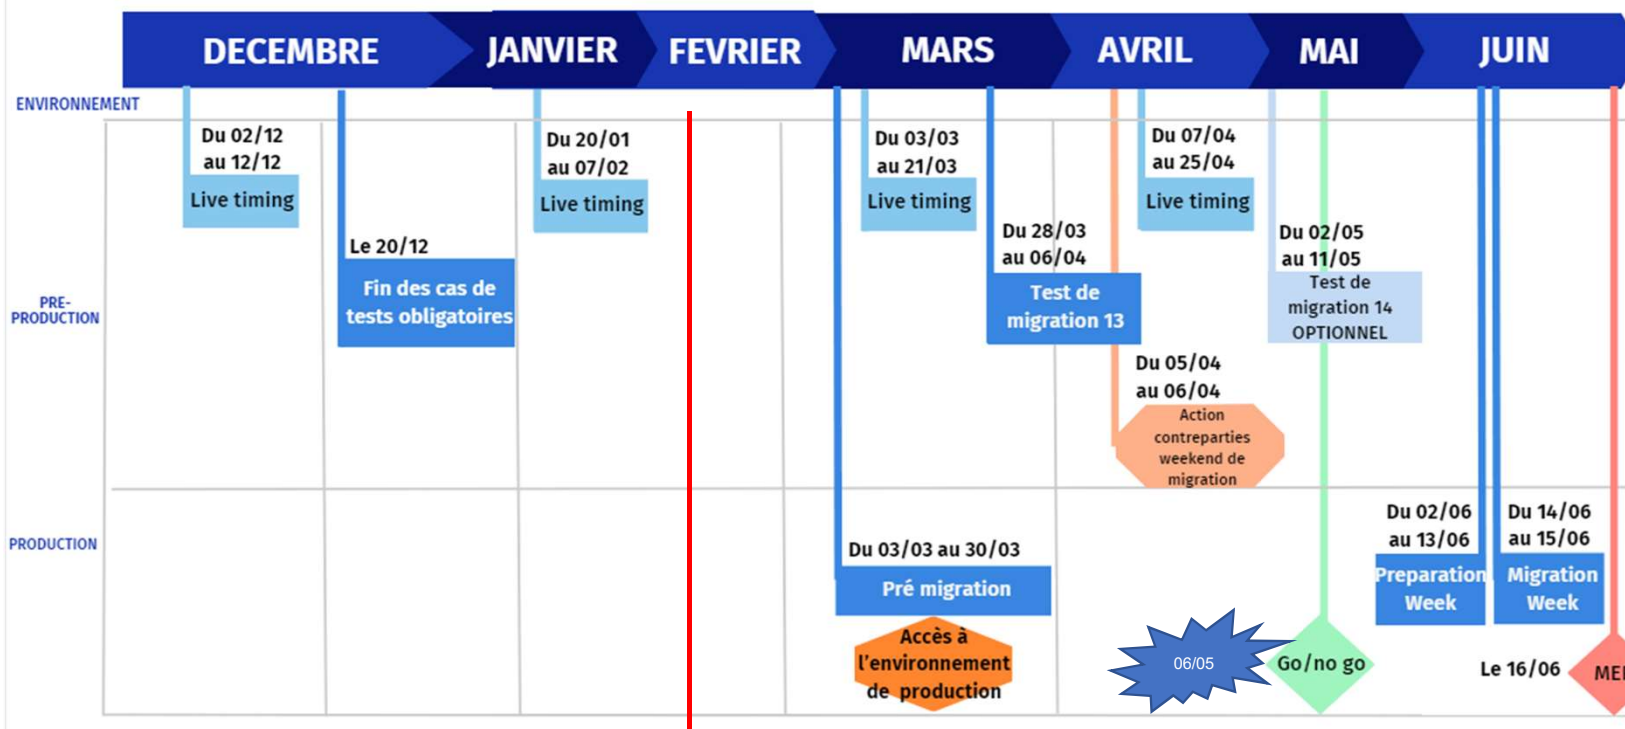 DECEMBRE
JANVIER
FEVRIER
MARS
AVRIL
MAI
JUIN
ENVIRONNEMENT
Du 02/12
au 12/12
Live timing
Le 20/12
Fin des cas de
tests obligatoires
Du 20/01
au 07/02
Live timing
Du 03/03
au 21/03
Live timing
Du 28/03
au 06/04
Test de
migration 13
Du 07/04
au 25/04
Live timing
Du 02/05
au 11/05
Test de
migration 14
OPTIONNEL
PRE-
PRODUCTION
Du 05/04
au 06/04
Action
contreparties
weekend de
migration
PRODUCTION
Du 03/03 au 30/03
Pré migration
Accès à
l'environnement
de production
06/05
Go/no go
Du 02/06
au 13/06
Preparation
Week
Du 14/06
au 15/06
Migration
Week
Le 16/06